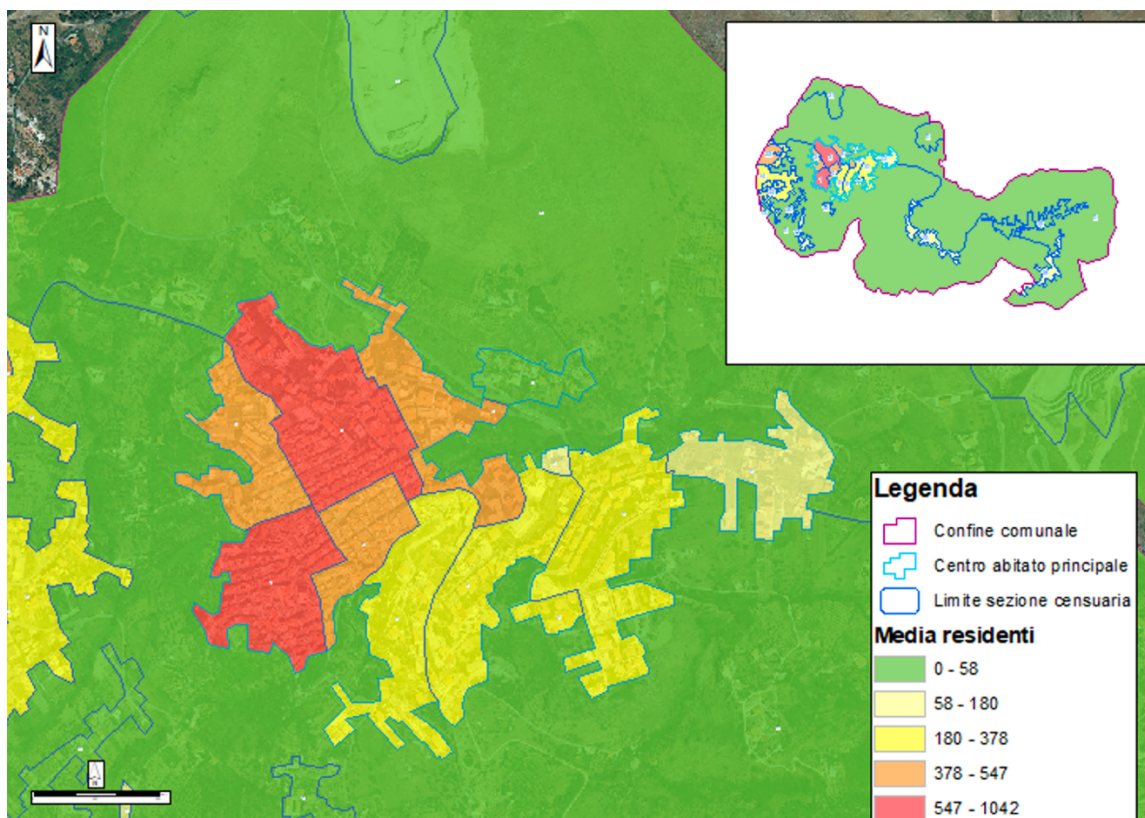 N
Legenda
Confine comunale
Centro abitato principale
Limite sezione censuaria
Media residenti
0 - 58
58 - 180
180 - 378
378 - 547
547 - 1042